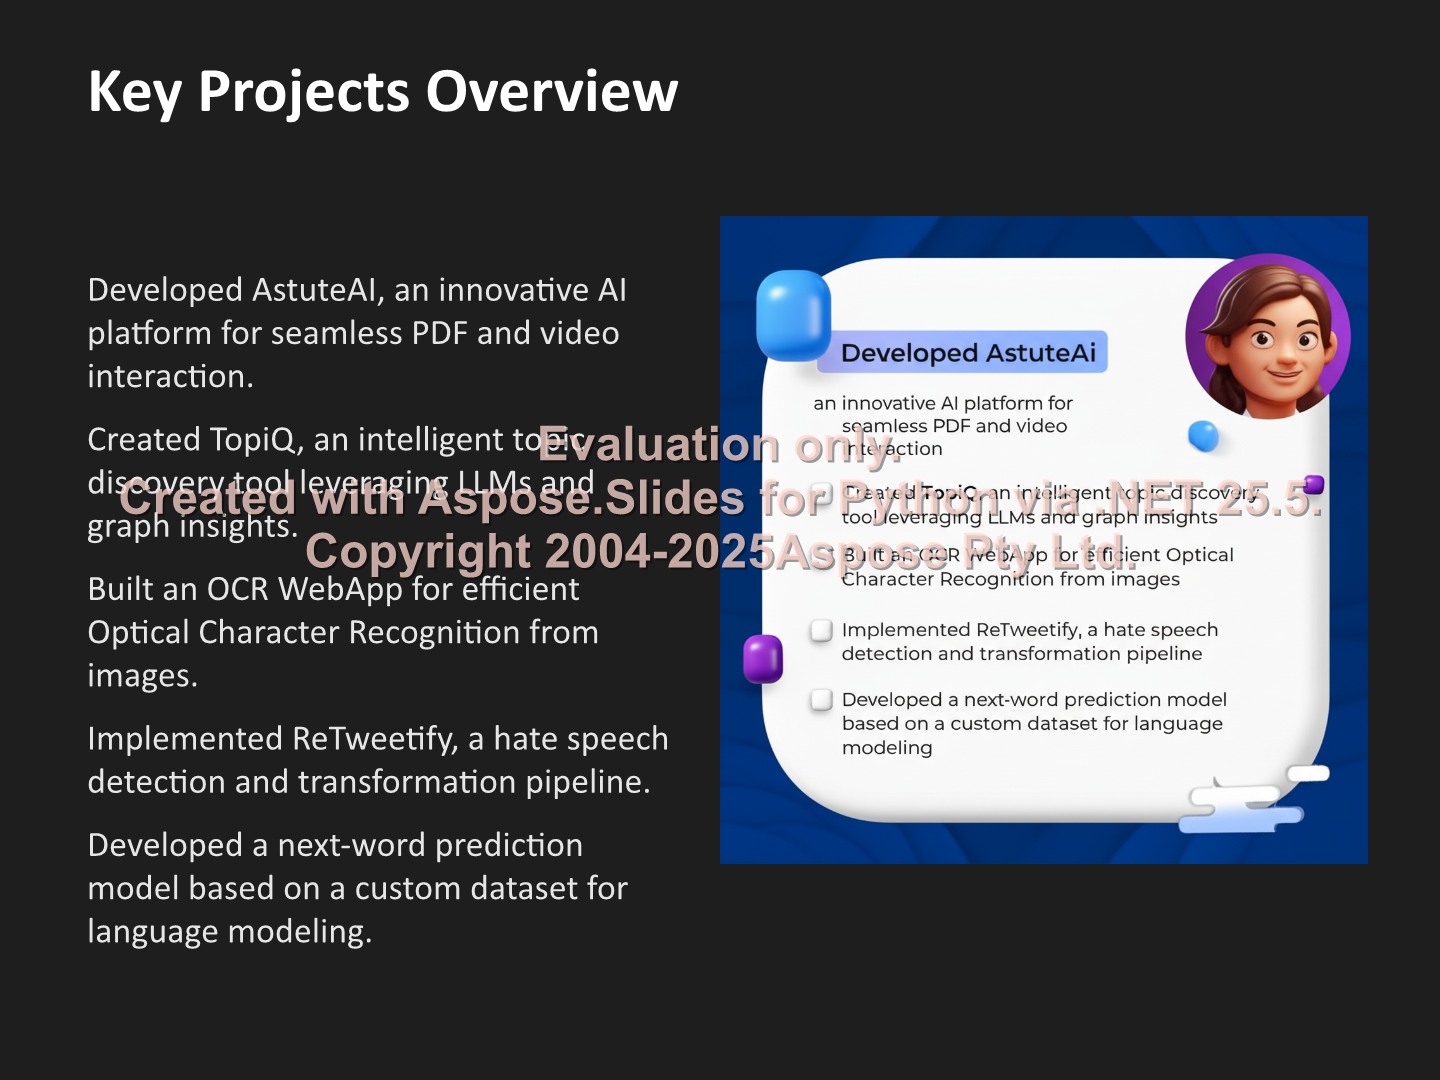 Key Projects Overview
Developed AstuteAI, an innovative AI
platform for seamless PDF and video
interaction.
Created TopiQ, an intelligent topic
discovery tool leveraging LLMs and
graph insights.
Built an OCR WebApp for efficient
Optical Character Recognition from
images.
Implemented ReTweetify, a hate speech
detection and transformation pipeline.
Developed a next-word prediction
model based on a custom dataset for
language modeling.
Developed AstuteAi
an innovative AI platform for
seamless PDF and video
interaction
Created TopiQ, an intelligent topic discovery
tool leveraging LLMs and graph insights
Built an OCR WebApp for efficient Optical
Character Recognition from images
Implemented ReTweetify, a hate speech
detection and transformation pipeline
Developed a next-word prediction model
based on a custom dataset for language
modeling
Evaluation only.
Created with Aspose.Slides for Python via .NET 25.5.
Copyright 2004-2025Aspose Pty Ltd.